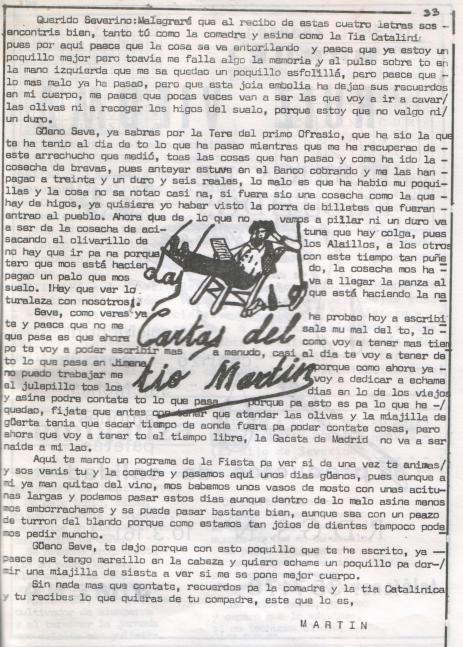 33
Querido Severino:Malegraré que al recibo de estas cuatro letras sos -
encontris bien, tanto tú como la comadre y asine como la Tia Catalini
pues por aqui paece que la cosa se va entorilando y paece que ya estoy un
poquillo mejor pero toavia me falla algo la memoria y el pulso sobre to en
la mano izquierda que me sa quedao un poquillo esfolillá, pero paece que -
lo mas malo ya ha pasao, pero que esta joia embolia ha dejao sus recuerdos
en mi cuerpo, me paece que pocas veces van a ser las que voy a ir a cavar/
las olivas ni a recoger los higos del suelo, porque estoy que no valgo ni/
un duro.
Güeno Seve, ya sabras por la Tere del primo Ofrasio, que ha sio la que
te ha tenio al dia de to lo que ha pasao mientras que me he recuperao de -
este arrechucho que medió, toas las cosas que han pasao y como ha ido la -
cosecha de brevas, pues anteyer estuve en el Banco cobrando y me las han -
pagao a treinta y un duro y seis reales, lo malo es que ha habio mu poqui-
llas y la cosa no sa notao casi na, si fuera sio una cosecha como la que -
hay de higos, ya quisiera yo haber visto la porra de billetes que fueran -
entrao al pueblo. Ahora que de lo que no vamos a pillar ni un duro va
a ser de la cosecha de aci- tuna que hay colga, pues
sacando el olivarillo de los Alaillos, a los otros
no hay que ir pa na porque con este tiempo tan puñe
tero que mos está hacien do, la cosecha mos ha -
pagao un palo que mos va a llegar la panza al
suelo. !Hay que ver lo que está haciendo la na
turaleza con nosotros!.
Seve, como veras ya he probao hoy a escribi
te y paece que no me sale mu mal del to, lo -
que pasa es que ahora como voy a tener mas tiem
po te voy a poder escribir mas a menudo, casi al dia te voy a tener de
to lo que pasa en Jimena porque como ahora ya -
no puedo trabajar me voy a dedicar a echame
al julepillo tos los dias en lo de los viejos
y asine podre contate to lo que pasa porque pa esto es pa lo que he -/
quedao, fijate que antes que tener que atender las olivas y la miajilla de
güerta tenia que sacar tiempo de aonde fuera pa poder contate cosas, pero
ahora que voy a tener to el tiempo libre, la Gaceta de Madrid no va a ser
naide a mi lao.
Aqui te mando un pograma de la Fiesta pa ver si de una vez te animas/
y sos venis tu y la comadre y pasamos aqui unos dias güenos, pues aunque a
mi ya man quitao del vino, mos bebemos unos vasos de mosto con unas acitu-
nas largas y podemos pasar estos dias aunque dentro de lo malo asine manos
mos emborrachamos y se puede pasar bastante bien, aunque sea con un peazo
de turron del blando porque como estamos tan joios de dientes tampoco pode
mos pedir muncho.
Güeno Seve, te dejo porque con esto poquillo que te he escrito, ya —
paece que tango mareillo en la cabeza y quiero echame un poquillo pa dor-/
mir una miajilla de siesta a ver si me se pone mejor cuerpo.
Sin nada mas que contate, recuerdos pa la comadre y la tia Catalinica
y tu recibes lo que quieras de tu compadre, este que lo es,
MARTIN
Cartas del
tio Martin